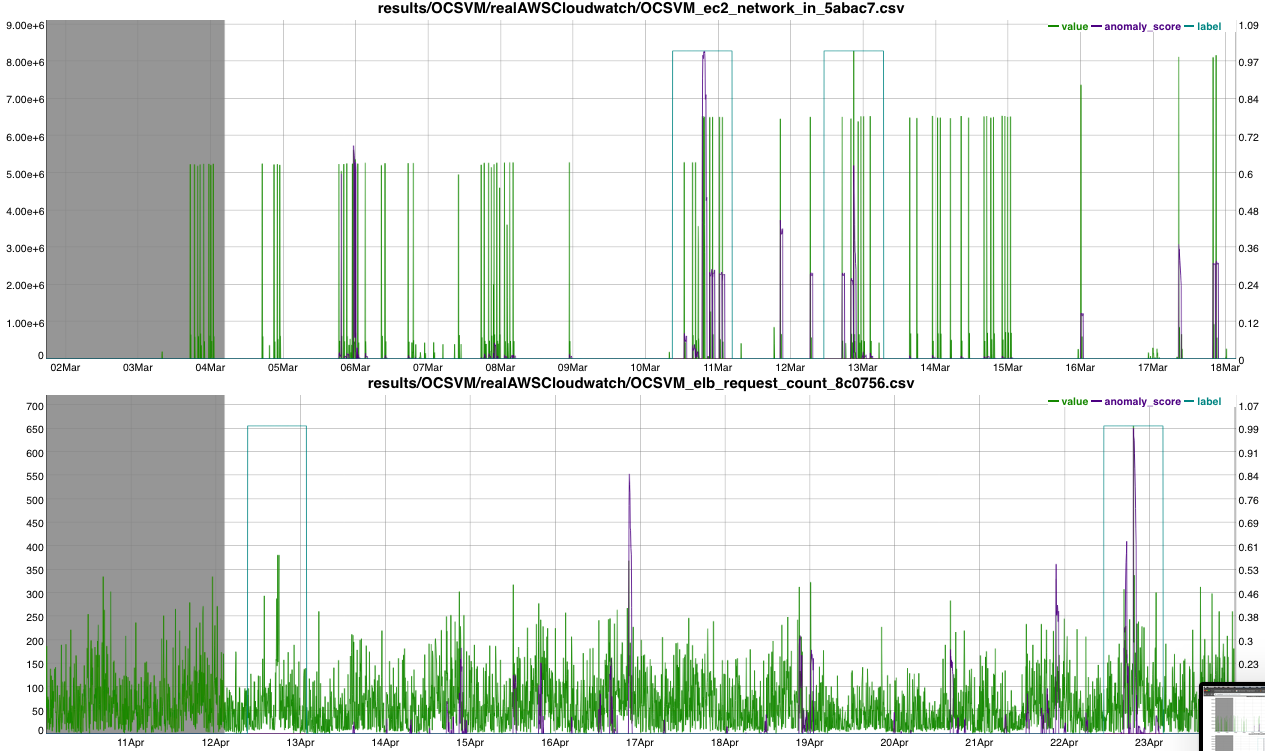 results/OCSVM/realAWSCloudwatch/OCSVM_ec2_network_in_5abac7.csv
value anomaly_score label
9.00e+6
8.00e+6
7.00e+6
6.00e+6
5.00e+6
4.00e+6
3.00e+6
2.00e+6
1.00e+6
0
1.09
0.97
0.84
0.72
0.6
0.48
0.36
0.24
0.12
0
02Mar 03Mar 04Mar 05Mar 06Mar 07Mar 08Mar 09Mar 10Mar 11Mar 12Mar 13Mar 14Mar 15Mar 16Mar 17Mar 18Mar
results/OCSVM/realAWSCloudwatch/OCSVM_elb_request_count_8c0756.csv
value anomaly_score label
700
650
600
550
500
450
400
350
300
250
200
150
100
50
0
1.07
0.99
0.91
0.84
0.76
0.69
0.61
0.53
0.46
0.38
0.3
0.23
11Apr 12Apr 13Apr 14Apr 15Apr 16Apr 17Apr 18Apr 19Apr 20Apr 21Apr 22Apr 23Apr